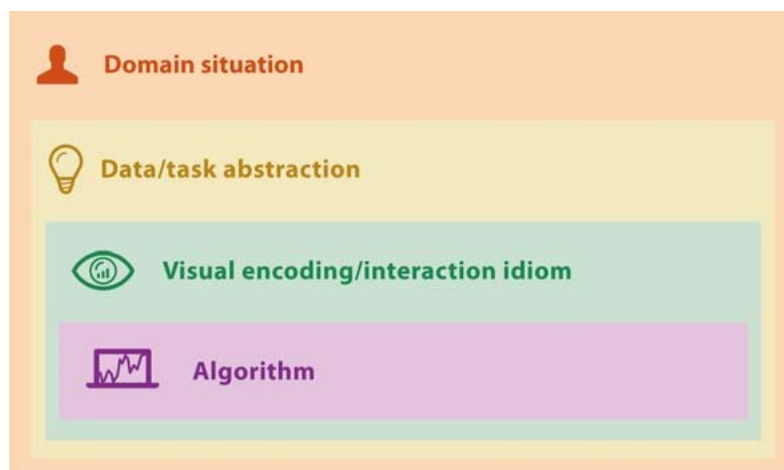 Domain situation
Data/task abstraction
Visual encoding/interaction idiom
Algorithm